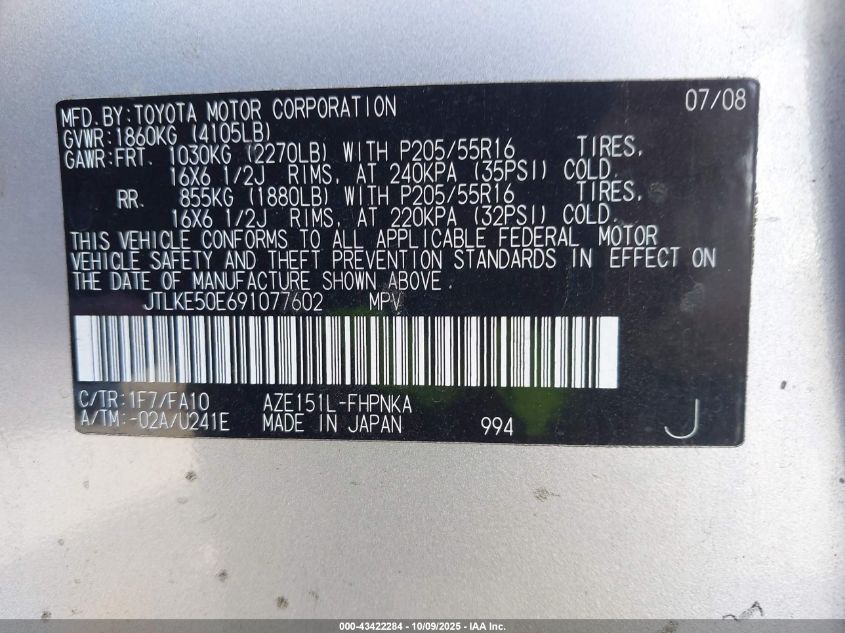 MFD.BY:TOYOTA MOTOR CORPORATION 07/08
GVWR:1860KG (4105LB)
GAWR:FRT. 1030KG (2270LB) WITH P205/55R16 TIRES,
16X6 1/2J RIMS, AT 240KPA (35PSI) COLD.
RR. 855KG (1880LB) WITH P205/55R16 TIRES,
16X6 1/2J RIMS, AT 220KPA (32PSI) COLD.
THIS VEHICLE CONFORMS TO ALL APPLICABLE FEDERAL MOTOR
VEHICLE SAFETY AND THEFT PREVENTION STANDARDS IN EFFECT ON
THE DATE OF MANUFACTURE SHOWN ABOVE.
JTLKE50E691077602 MPV
C/TR:1F7/FA10 AZE151L-FHPNKA
A/TM:-02A/U241E MADE IN JAPAN 994 J
000-43422284 - 10/09/2025 - IAA Inc.